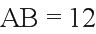 AB = 12